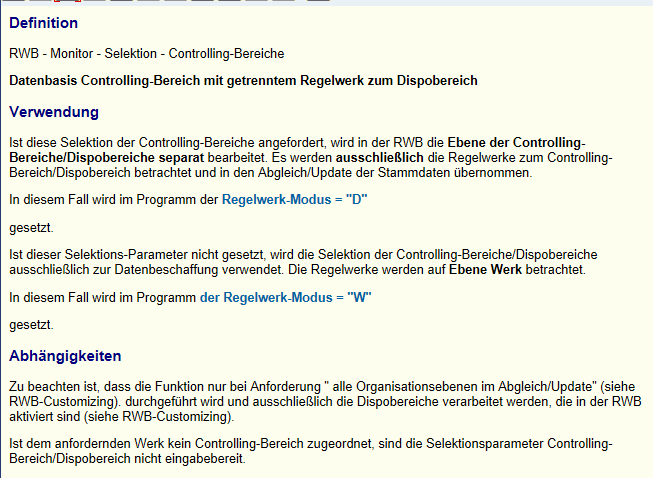 Definition
RWB - Monitor - Selektion - Controlling-Bereiche
Datenbasis Controlling-Bereich mit getrenntem Regelwerk zum Dispobereich
Verwendung
Ist diese Selektion der Controlling-Bereiche angefordert, wird in der RWB die Ebene der Controlling-
Bereiche/Dispobereiche separat bearbeitet. Es werden ausschließlich die Regelwerke zum Controlling-
Bereich/Dispobereich betrachtet und in den Abgleich/Update der Stammdaten übernommen.
In diesem Fall wird im Programm der Regelwerk-Modus = "D"
gesetzt.
Ist dieser Selektions-Parameter nicht gesetzt, wird die Selektion der Controlling-Bereiche/Dispobereiche
ausschließlich zur Datenbeschaffung verwendet. Die Regelwerke werden auf Ebene Werk betrachtet.
In diesem Fall wird im Programm der Regelwerk-Modus = "W"
gesetzt.
Abhängigkeiten
Zu beachten ist, dass die Funktion nur bei Anforderung " alle Organisationsebenen im Abgleich/Update" (siehe
RWB-Customizing). durchgeführt wird und ausschließlich die Dispobereiche verarbeitet werden, die in der RWB
aktiviert sind (siehe RWB-Customizing).
Ist dem anfordernden Werk kein Controlling-Bereich zugeordnet, sind die Selektionsparameter Controlling-
Bereich/Dispobereich nicht eingabebereit.